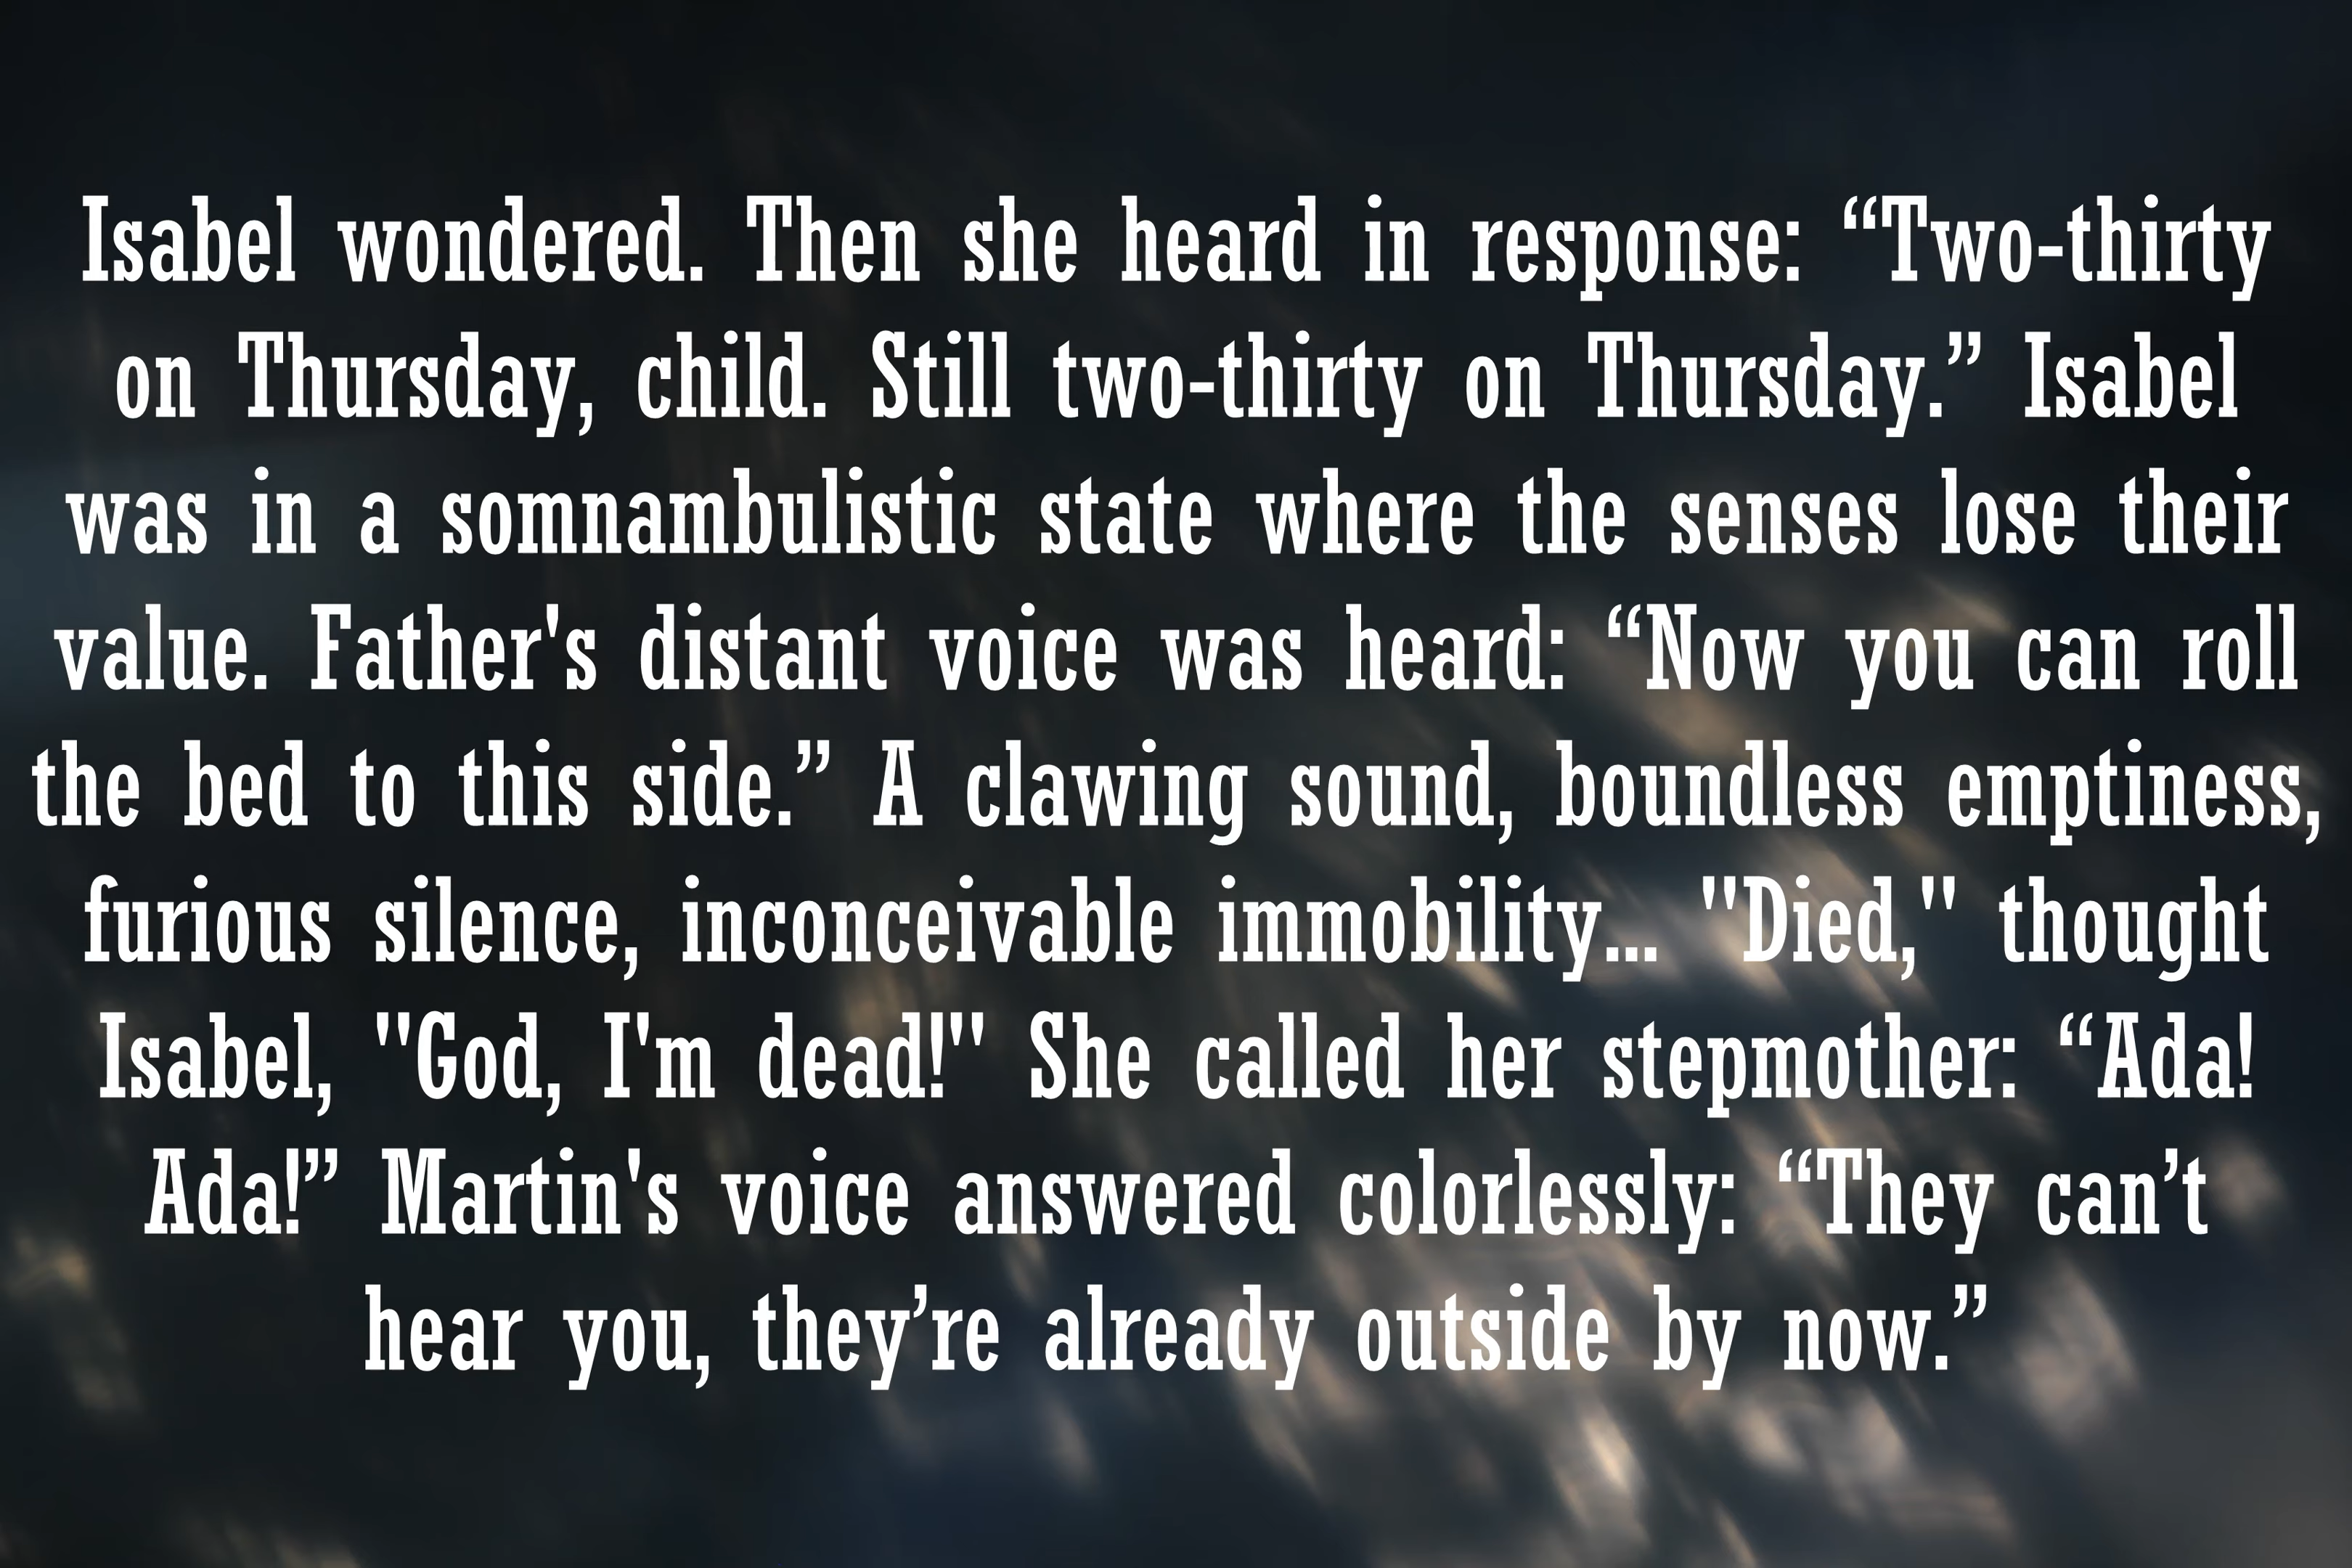 Isabel wondered. Then she heard in response: “Two-thirty
on Thursday, child. Still two-thirty on Thursday.” Isabel
was in a somnambulistic state where the senses lose their
value. Father's distant voice was heard: “Now you can roll
the bed to this side.” A clawing sound, boundless emptiness,
furious silence, inconceivable immobility... "Died," thought
Isabel, "God, I'm dead!" She called her stepmother: “Ada!
Ada!” Martin's voice answered colorlessly: “They can’t
hear you, they’re already outside by now.”